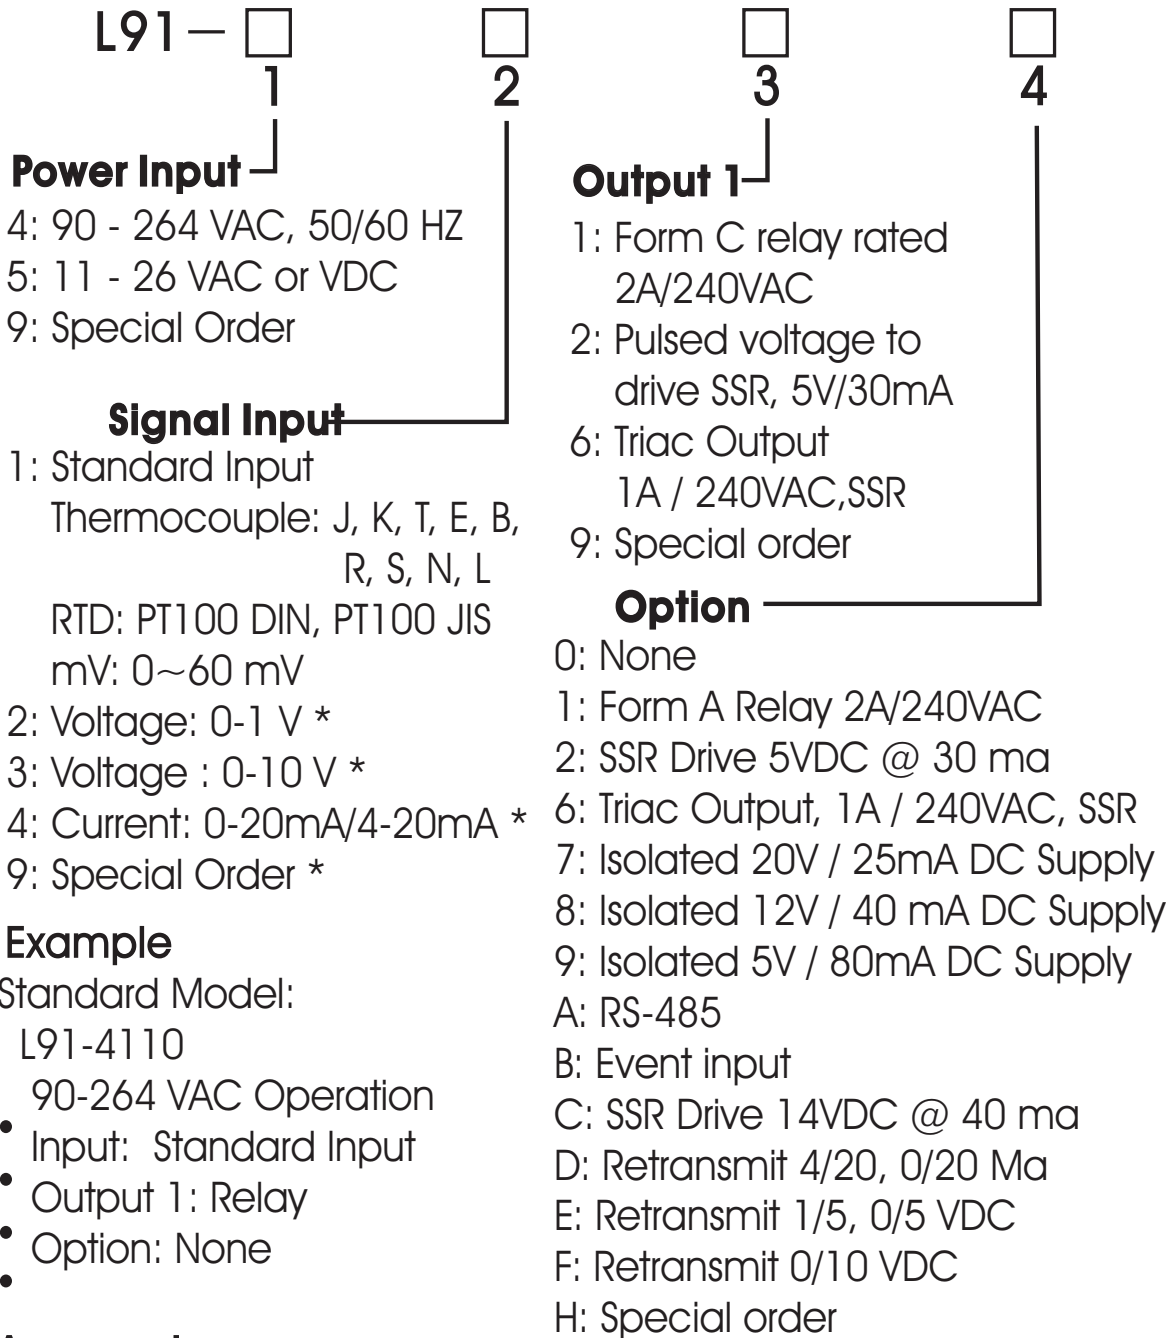 L91–
1 2 3 4
Power Input
4: 90 - 264 VAC, 50/60 HZ
5: 11 - 26 VAC or VDC
9: Special Order
Signal Input
1: Standard Input
Thermocouple: J, K, T, E, B,
R, S, N, L
RTD: PT100 DIN, PT100 JIS
mV: 0~60 mV
2: Voltage: 0-1 V *
3: Voltage : 0-10 V *
4: Current: 0-20mA/4-20mA *
9: Special Order *
Example
Standard Model:
L91-4110
90-264 VAC Operation
Input: Standard Input
Output 1: Relay
Option: None
Output 1
1: Form C relay rated
2A/240VAC
2: Pulsed voltage to
drive SSR, 5V/30mA
6: Triac Output
1A / 240VAC,SSR
9: Special order
Option
0: None
1: Form A Relay 2A/240VAC
2: SSR Drive 5VDC @ 30 ma
6: Triac Output, 1A / 240VAC, SSR
7: Isolated 20V / 25mA DC Supply
8: Isolated 12V / 40 mA DC Supply
9: Isolated 5V / 80mA DC Supply
A: RS-485
B: Event input
C: SSR Drive 14VDC @ 40 ma
D: Retransmit 4/20, 0/20 Ma
E: Retransmit 1/5, 0/5 VDC
F: Retransmit 0/10 VDC
H: Special order